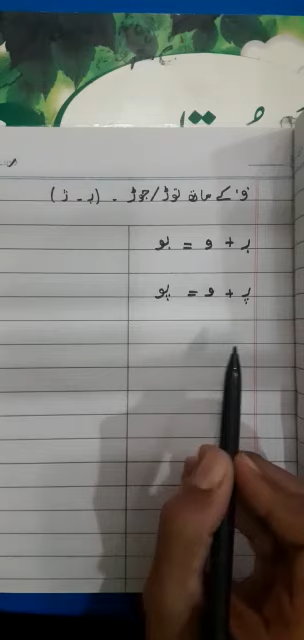 'و' کے ساتھ توڑ/جوڑ ۔ (ب ۔ ژ)
ب + و = بو
پ + و = پو